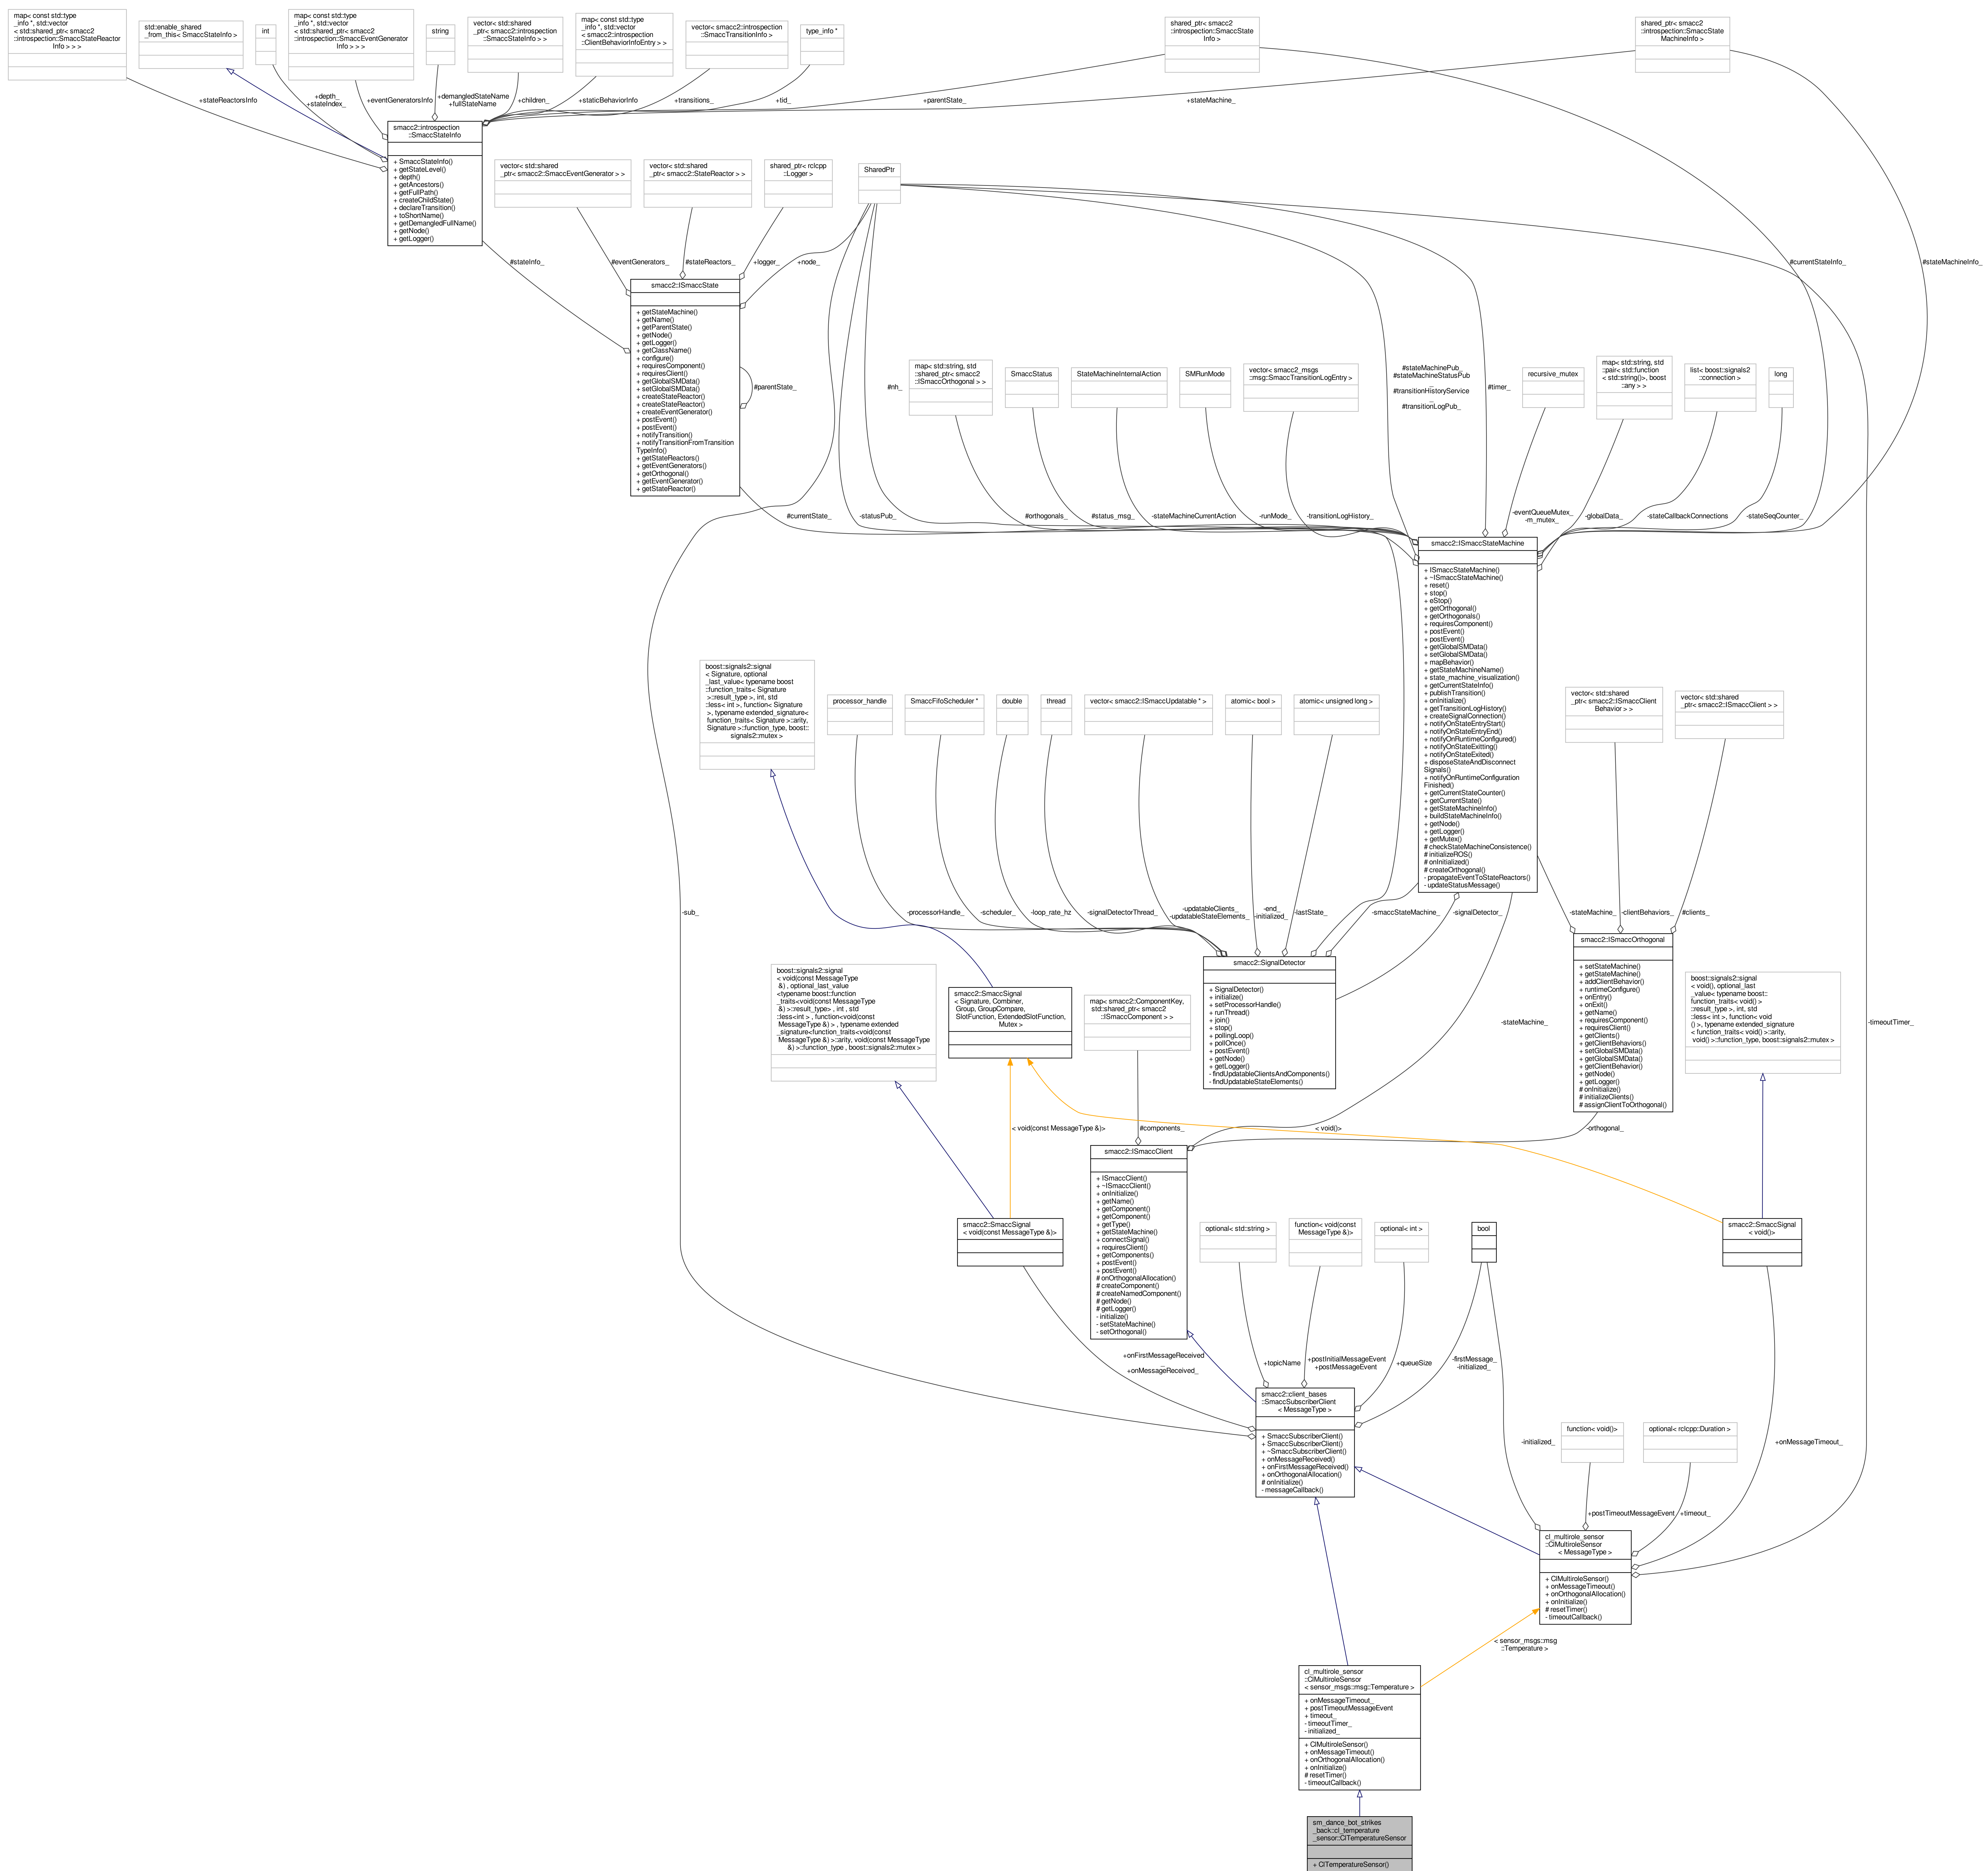 map< const std::type
_info *, std::vector
< std::shared_ptr< smacc2
::introspection::SmaccStateReactor
Info > > >
std::enable_shared
_from_this< SmaccStateInfo >
int
map< const std::type
_info *, std::vector
< std::shared_ptr< smacc2
::introspection::SmaccEventGenerator
Info > > >
string
vector< std::shared
_ptr< smacc2::introspection
::SmaccStateInfo > >
map< const std::type
_info *, std::vector
< smacc2::introspection
::ClientBehaviorInfoEntry > >
vector< smacc2::introspection
::SmaccTransitionInfo >
type_info *
shared_ptr< smacc2
::introspection::SmaccState
Info >
shared_ptr< smacc2
::introspection::SmaccState
MachineInfo >
+stateReactorsInfo
+depth_
+stateIndex_
+eventGeneratorsInfo
+demangledStateName
+fullStateName
+children_
+staticBehaviorInfo
+transitions_
+tid_
+parentState_
+stateMachine_
smacc2::introspection
::SmaccStateInfo
+ SmaccStateInfo()
+ getStateLevel()
+ depth()
+ getAncestors()
+ getFullPath()
+ createChildState()
+ declareTransition()
+ toShortName()
+ getDemangledFullName()
+ getNode()
+ getLogger()
vector< std::shared
_ptr< smacc2::SmaccEventGenerator > >
vector< std::shared
_ptr< smacc2::StateReactor > >
shared_ptr< rclcpp
::Logger >
SharedPtr
#stateInfo_
#eventGenerators_
#stateReactors_
+logger_
+node_
#currentStateInfo_
#stateMachineInfo_
smacc2::ISmaccState
+ getStateMachine()
+ getName()
+ getParentState()
+ getNode()
+ getLogger()
+ getClassName()
+ configure()
+ requiresComponent()
+ requiresClient()
+ getGlobalSMData()
+ setGlobalSMData()
+ createStateReactor()
+ createStateReactor()
+ createEventGenerator()
+ postEvent()
+ postEvent()
+ notifyTransition()
+ notifyTransitionFromTransition
TypeInfo()
+ getStateReactors()
+ getEventGenerators()
+ getOrthogonal()
+ getEventGenerator()
+ getStateReactor()
#parentState_
#nh_
map< std::string, std
::shared_ptr< smacc2
::ISmaccOrthogonal > >
SmaccStatus
StateMachineInternalAction
SMRunMode
vector< smacc2_msgs
::msg::SmaccTransitionLogEntry >
#stateMachinePub_
#stateMachineStatusPub
_
#transitionHistoryService
_
#transitionLogPub_
#timer_
recursive_mutex
map< std::string, std
::pair< std::function
< std::string()>, boost
::any > >
list< boost::signals2
::connection >
long
#currentState_
-statusPub_
#orthogonals_
#status_msg_
-stateMachineCurrentAction
-runMode_
-transitionLogHistory_
-eventQueueMutex_
-m_mutex_
-globalData_
-stateCallbackConnections
-stateSeqCounter_
smacc2::ISmaccStateMachine
+ ISmaccStateMachine()
+ ~ISmaccStateMachine()
+ reset()
+ stop()
+ eStop()
+ getOrthogonal()
+ getOrthogonals()
+ requiresComponent()
+ postEvent()
+ postEvent()
+ getGlobalSMData()
+ setGlobalSMData()
+ mapBehavior()
+ getStateMachineName()
+ state_machine_visualization()
+ getCurrentStateInfo()
+ publishTransition()
+ onInitialize()
+ getTransitionLogHistory()
+ createSignalConnection()
+ notifyOnStateEntryStart()
+ notifyOnStateEntryEnd()
+ notifyOnRuntimeConfigured()
+ notifyOnStateExitting()
+ notifyOnStateExited()
+ disposeStateAndDisconnect
Signals()
+ notifyOnRuntimeConfiguration
Finished()
+ getCurrentStateCounter()
+ getCurrentState()
+ getStateMachineInfo()
+ buildStateMachineInfo()
+ getNode()
+ getLogger()
+ getMutex()
# checkStateMachineConsistence()
# initializeROS()
# onInitialized()
# createOrthogonal()
- propagateEventToStateReactors()
- updateStatusMessage()
boost::signals2::signal
< Signature, optional
_last_value< typename boost
::function_traits< Signature
>::result_type >, int, std
::less< int >, function< Signature
>, typename extended_signature<
function_traits< Signature >::arity,
Signature >::function_type, boost::
signals2::mutex >
processor_handle
SmaccFifoScheduler *
double
thread
vector< smacc2::ISmaccUpdatable * >
atomic< bool >
atomic< unsigned long >
vector< std::shared
_ptr< smacc2::ISmaccClient
Behavior > >
vector< std::shared
_ptr< smacc2::ISmaccClient > >
-sub_
-processorHandle_
-scheduler_
-loop_rate_hz
-signalDetectorThread_
-updatableClients_
-updatableStateElements_
-end_
-initialized_
-lastState_
-smaccStateMachine_
-signalDetector_
-stateMachine_
-clientBehaviors_
#clients_
smacc2::SignalDetector
+ SignalDetector()
+ initialize()
+ setProcessorHandle()
+ runThread()
+ join()
+ stop()
+ pollingLoop()
+ pollOnce()
+ postEvent()
+ getNode()
+ getLogger()
- findUpdatableClientsAndComponents()
- findUpdatableStateElements()
smacc2::ISmaccOrthogonal
+ setStateMachine()
+ getStateMachine()
+ addClientBehavior()
+ runtimeConfigure()
+ onEntry()
+ onExit()
+ getName()
+ requiresComponent()
+ requiresClient()
+ getClients()
+ getClientBehaviors()
+ setGlobalSMData()
+ getGlobalSMData()
+ getClientBehavior()
+ getNode()
+ getLogger()
# onInitialize()
# initializeClients()
# assignClientToOrthogonal()
boost::signals2::signal
< void(const MessageType
&) , optional_last_value
<typename boost::function
_traits<void(const MessageType
&) >::result_type> , int , std
::less<int > , function<void(const
MessageType &) > , typename extended
_signature<function_traits<void(const
MessageType &) >::arity, void(const MessageType
&) >::function_type , boost::signals2::mutex >
smacc2::SmaccSignal
< Signature, Combiner,
Group, GroupCompare,
SlotFunction, ExtendedSlotFunction,
Mutex >
map< smacc2::ComponentKey,
std::shared_ptr< smacc2
::ISmaccComponent > >
boost::signals2::signal
< void(), optional_last
_value< typename boost::
function_traits< void() >
::result_type >, int, std
::less< int >, function< void
() >, typename extended_signature
< function_traits< void() >::arity,
void() >::function_type, boost::signals2::mutex >
-stateMachine_
-timeoutTimer_
< void(const MessageType &)>
#components_
< void()>
-orthogonal_
smacc2::ISmaccClient
+ ISmaccClient()
+ ~ISmaccClient()
+ onInitialize()
+ getName()
+ getComponent()
+ getComponent()
+ getType()
+ getStateMachine()
+ connectSignal()
+ requiresClient()
+ getComponents()
+ postEvent()
+ postEvent()
# onOrthogonalAllocation()
# createComponent()
# createNamedComponent()
# getNode()
# getLogger()
- initialize()
- setStateMachine()
- setOrthogonal()
smacc2::SmaccSignal
< void(const MessageType &)>
optional< std::string >
function< void(const
MessageType &)>
optional< int >
bool
smacc2::SmaccSignal
< void()>
+onFirstMessageReceived
_
+onMessageReceived_
+topicName
+postInitialMessageEvent
+postMessageEvent
+queueSize
-firstMessage_
-initialized_
smacc2::client_bases
::SmaccSubscriberClient
< MessageType >
+ SmaccSubscriberClient()
+ SmaccSubscriberClient()
+ ~SmaccSubscriberClient()
+ onMessageReceived()
+ onFirstMessageReceived()
+ onOrthogonalAllocation()
# onInitialize()
- messageCallback()
-initialized_
function< void()>
optional< rclcpp::Duration >
+onMessageTimeout_
+postTimeoutMessageEvent
+timeout_
cl_multirole_sensor
::ClMultiroleSensor
< MessageType >
+ ClMultiroleSensor()
+ onMessageTimeout()
+ onOrthogonalAllocation()
+ onInitialize()
# resetTimer()
- timeoutCallback()
< sensor_msgs::msg
::Temperature >
cl_multirole_sensor
::ClMultiroleSensor
< sensor_msgs::msg::Temperature >
+ onMessageTimeout_
+ postTimeoutMessageEvent
+ timeout_
- timeoutTimer_
- initialized_
+ ClMultiroleSensor()
+ onMessageTimeout()
+ onOrthogonalAllocation()
+ onInitialize()
# resetTimer()
- timeoutCallback()
sm_dance_bot_strikes
_back::cl_temperature
_sensor::ClTemperatureSensor
+ ClTemperatureSensor()